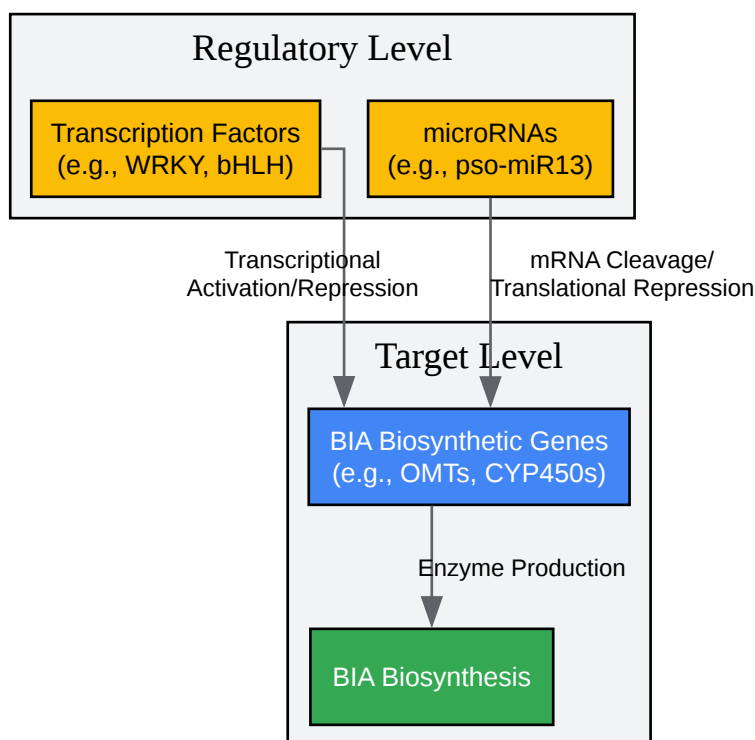 Regulatory Level
Transcription Factors
(e.g., WRKY, bHLH)
microRNAs
(e.g., pso-miR13)
Transcriptional
Activation/Repression
mRNA Cleavage/
Translational Repression
Target Level
BIA Biosynthetic Genes
(e.g., OMTs, CYP450s)
Enzyme Production
BIA Biosynthesis